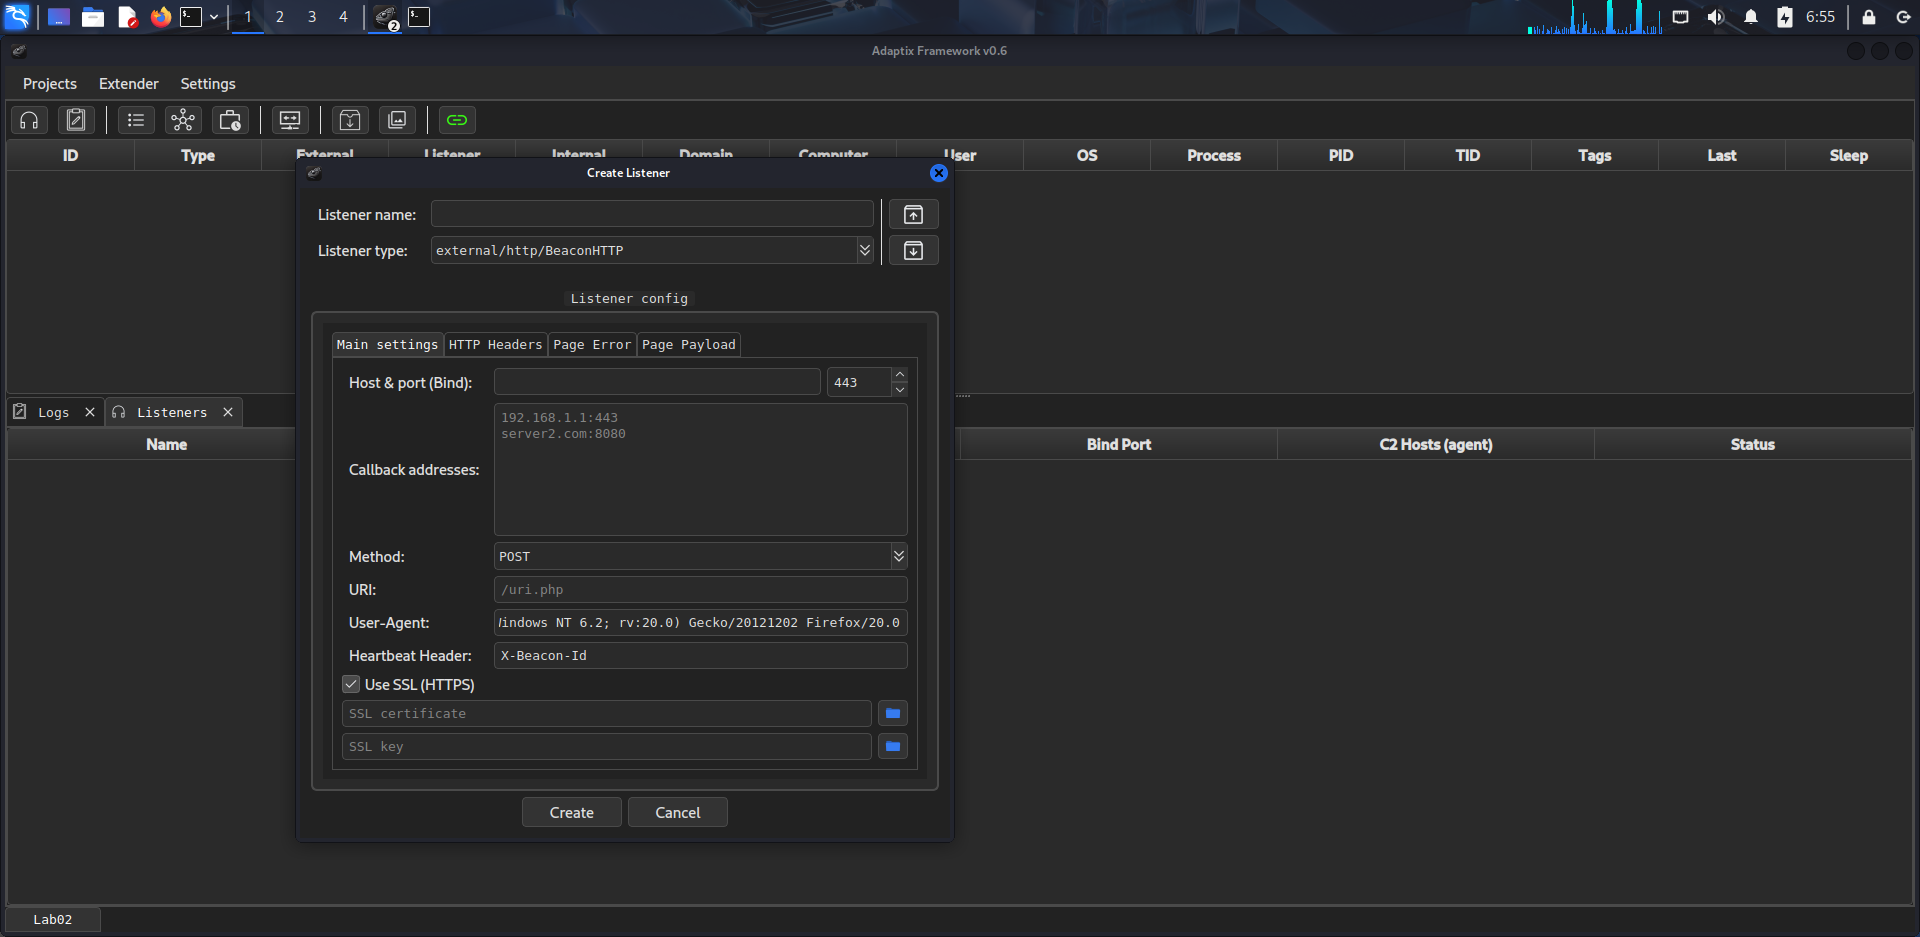 1 2 3 4 2 6:55
Adaptix Framework v0.6
Projects Extender Settings
ID Type External Listener Internal Domain Computer User OS Process PID TID Tags Last Sleep
Create Listener
Listener name:
Listener type: external/http/BeaconHTTP
Listener config
Main settings HTTP Headers Page Error Page Payload
Host & port (Bind): 443
192.168.1.1:443
server2.com:8080
Callback addresses:
Method: POST
URI: /uri.php
User-Agent: Windows NT 6.2; rv:20.0) Gecko/20121202 Firefox/20.0
Heartbeat Header: X-Beacon-Id
Use SSL (HTTPS)
SSL certificate
SSL key
Create Cancel
Logs Listeners
Name Bind Port C2 Hosts (agent) Status
Lab02